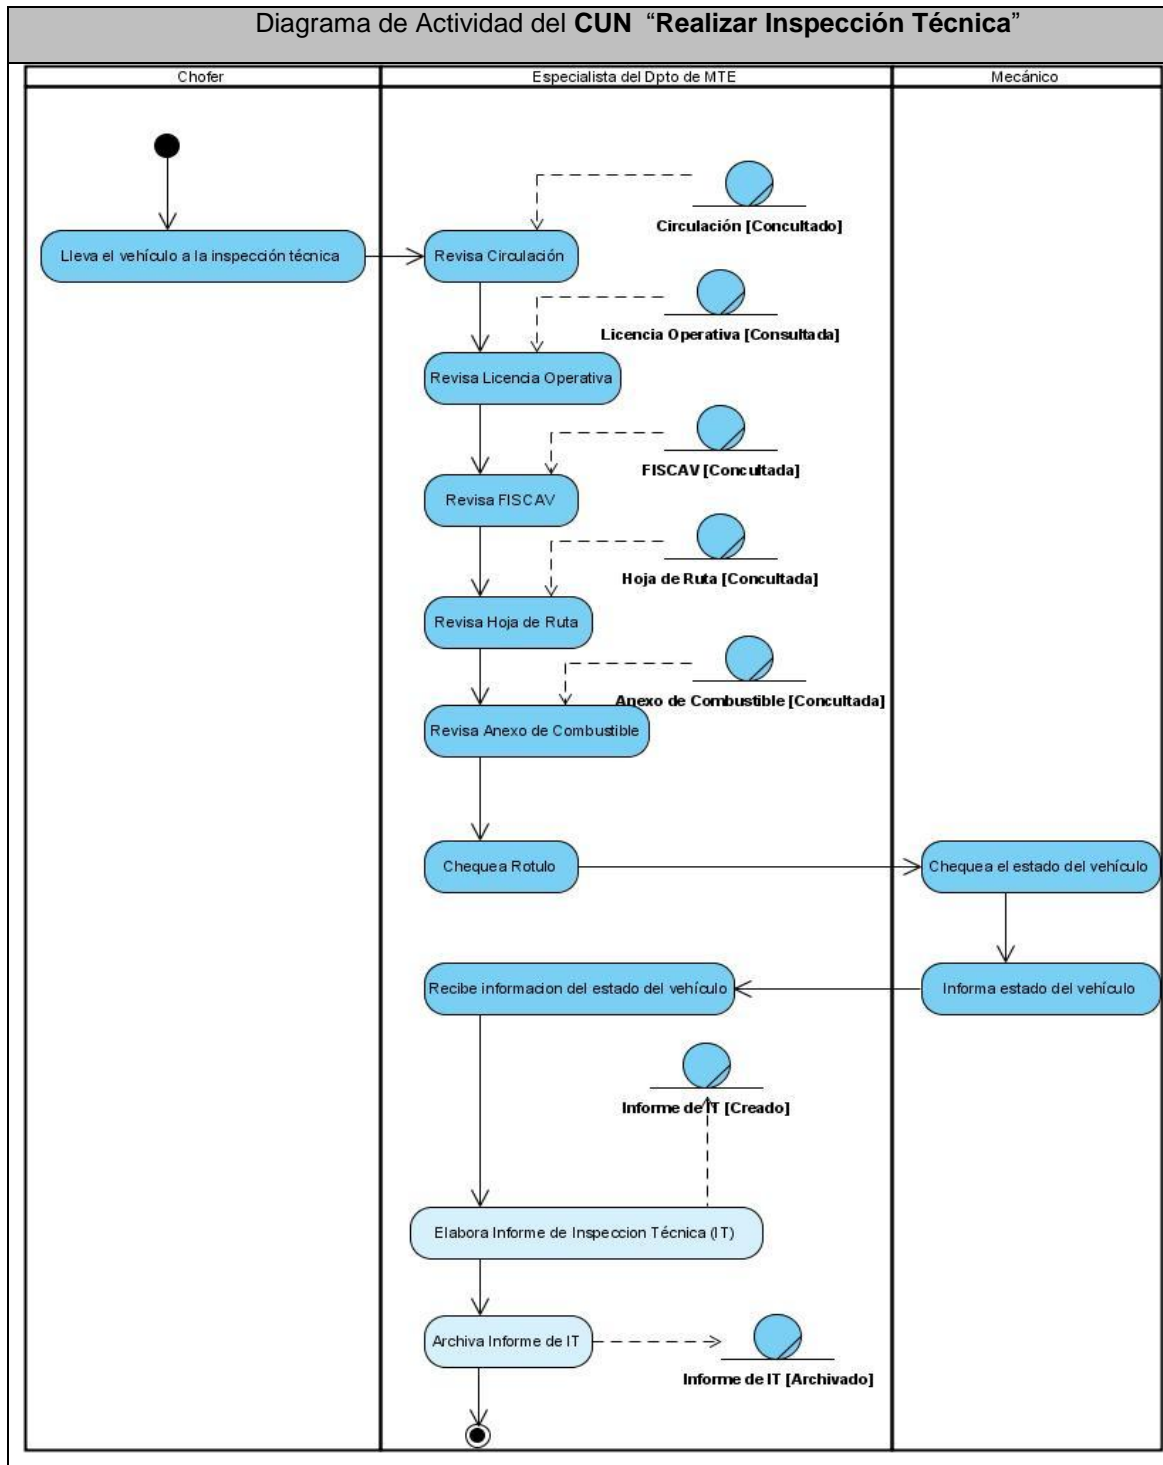 Diagrama de Actividad del CUN “Realizar Inspección Técnica”
Chofer
Especialista del Dpto de MTE
Mecánico
Circulación [Concultado]
Lleva el vehículo a la inspección técnica
Revisa Circulación
Licencia Operativa [Consultada]
Revisa Licencia Operativa
FISCAV [Concultada]
Revisa FISCAV
Hoja de Ruta [Concultada]
Revisa Hoja de Ruta
Anexo de Combustible [Concultada]
Revisa Anexo de Combustible
Chequea Rotulo
Chequea el estado del vehículo
Recibe informacion del estado del vehículo
Informa estado del vehículo
Informe de IT [Creado]
Elabora Informe de Inspeccion Técnica (IT)
Archiva Informe de IT
Informe de IT [Archivado]